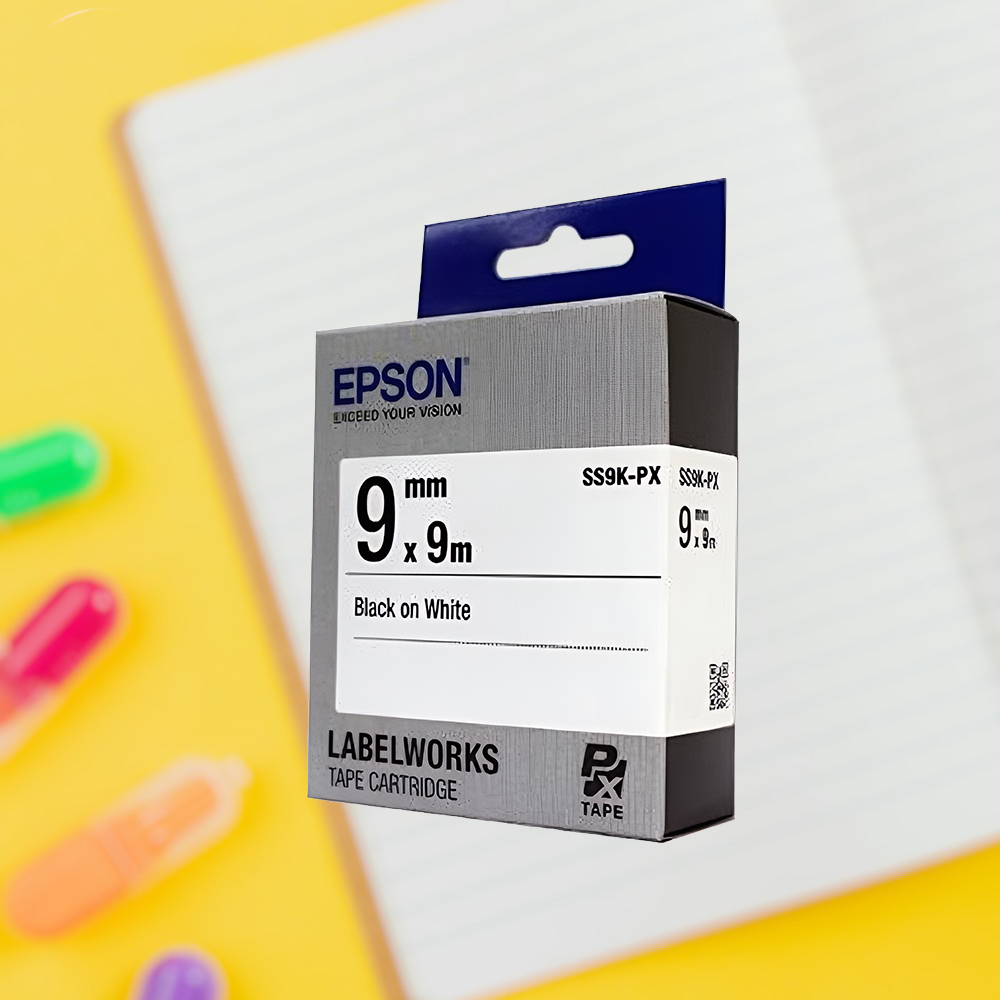 EPSON
EXCEED YOUR VISION
SS9K-PX
9 mm
x 9m
Black on White
LABELWORKS
TAPE CARTRIDGE
Px
TAPE
SS9K-PX
9 mm
x 9